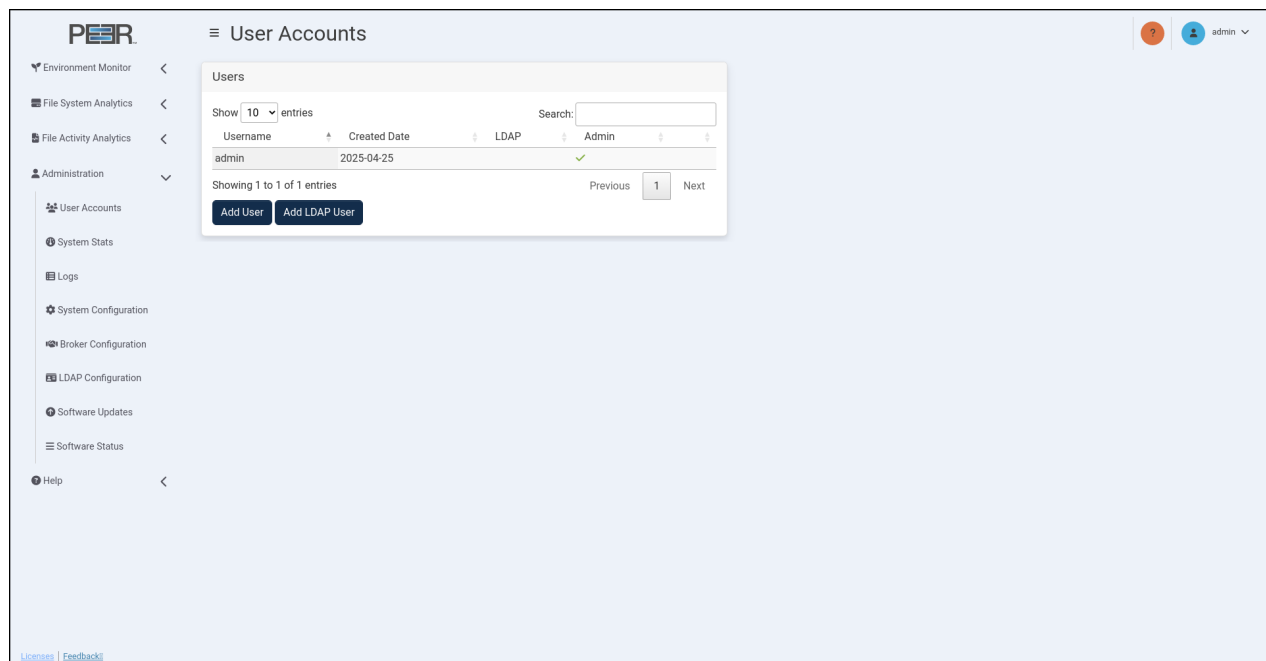 PEER
≡ User Accounts
? admin
Environment Monitor
File System Analytics
File Activity Analytics
Administration
User Accounts
System Stats
Logs
System Configuration
Broker Configuration
LDAP Configuration
Software Updates
Software Status
Help
Users
Show 10 entries Search:
Username Created Date LDAP Admin
admin 2025-04-25 ✓
Showing 1 to 1 of 1 entries Previous 1 Next
Add User Add LDAP User
Licenses | Feedback